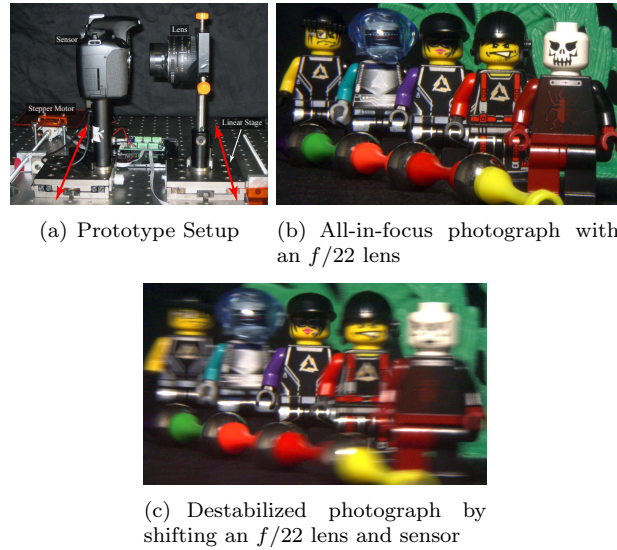 Sensor
Lens
Stepper Motor
Linear Stage
(a) Prototype Setup
(b) All-in-focus photograph with
an f/22 lens
(c) Destabilized photograph by
shifting an f/22 lens and sensor